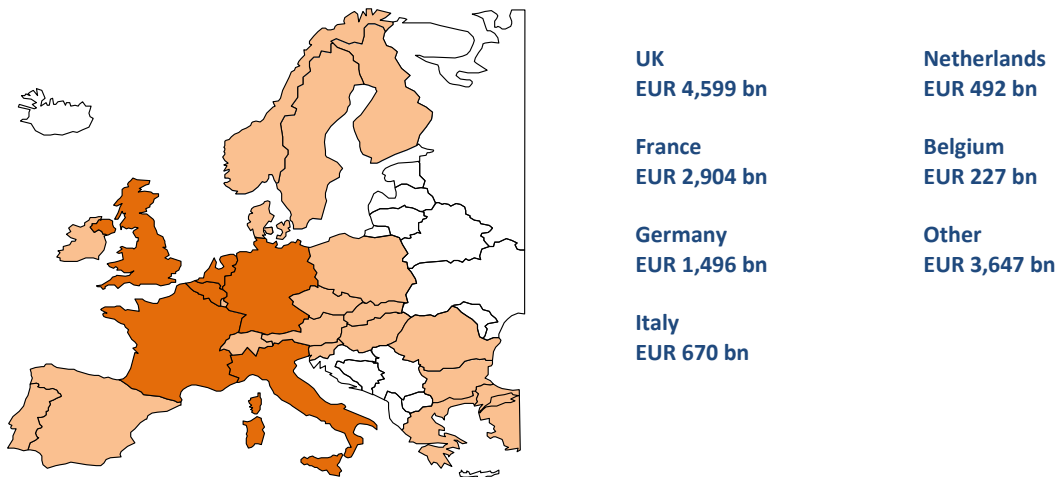 UK
EUR 4,599 bn
France
EUR 2,904 bn
Germany
EUR 1,496 bn
Italy
EUR 670 bn
Netherlands
EUR 492 bn
Belgium
EUR 227 bn
Other
EUR 3,647 bn